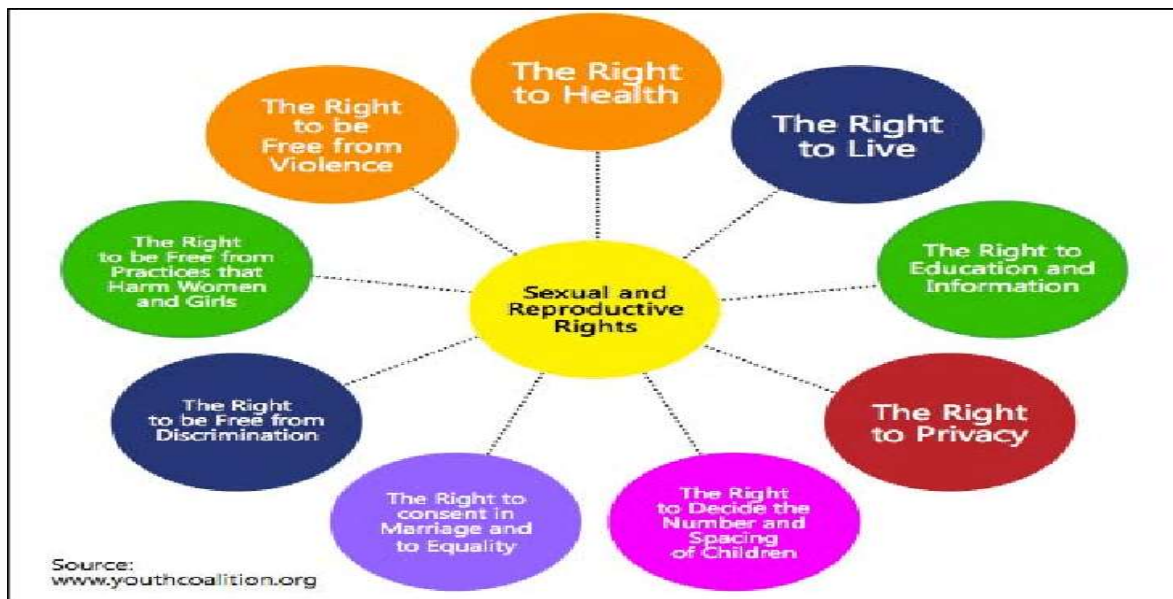 The Right
to Health
The Right
to Live
The Right to
Education and
Information
The Right
to Privacy
The Right
to Decide the
Number and
Spacing
of Children
The Right to
consent in
Marriage and
to Equality
The Right
to be Free from
Discrimination
The Right
to be Free from
Practices that
Harm Women
and Girls
The Right
to be
Free from
Violence
Sexual and
Reproductive
Rights
Source:
www.youthcoalition.org